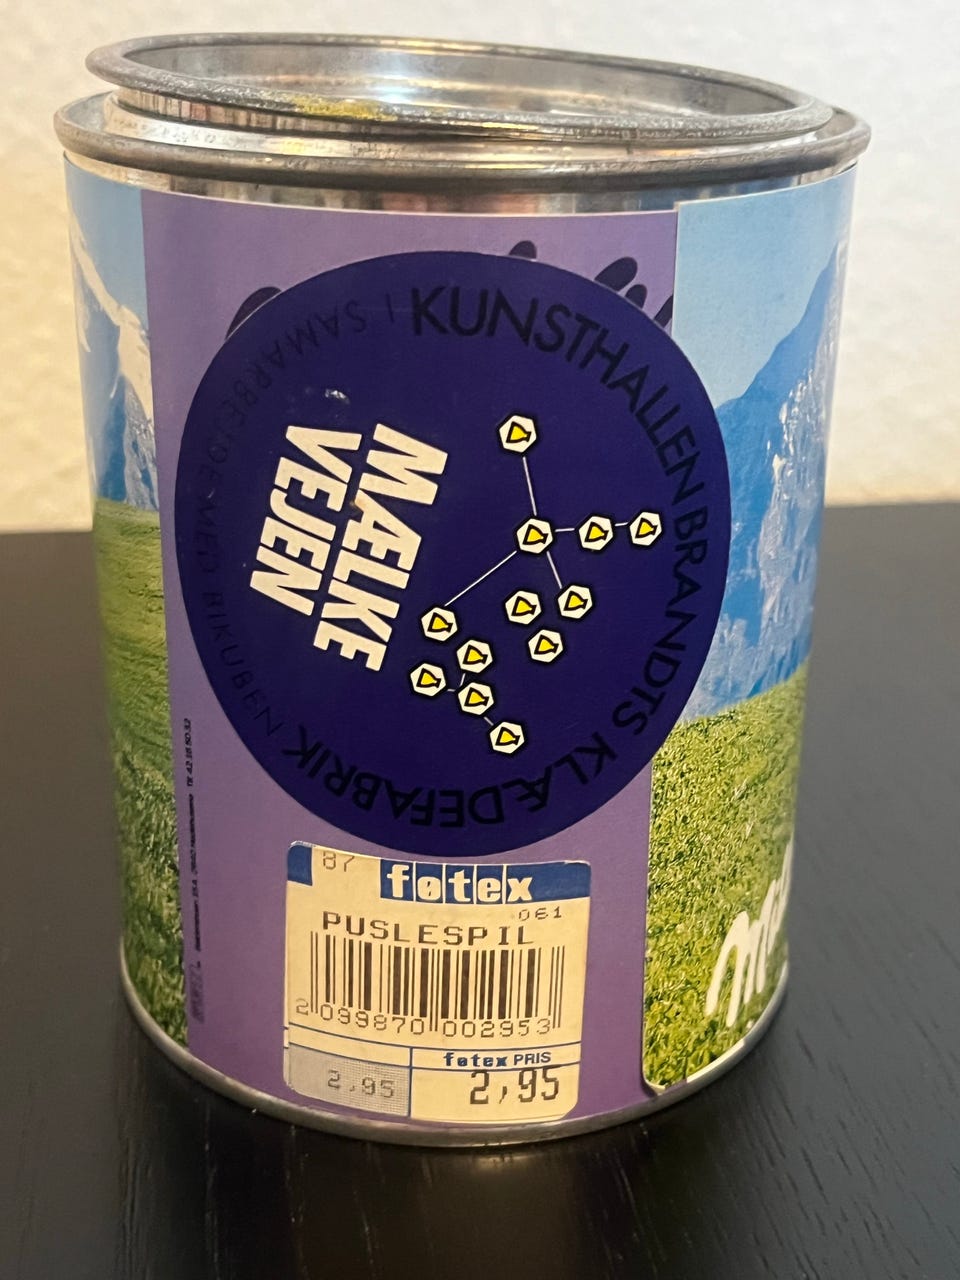 KUNSTHALLEN BRANDTS KLÆDEFABRIK
I SAMARBEJDE MED BIKUBEN
MÆLKE
VEJEN
87
føtex
061
PUSLESPIL
2 099870 002953
føtex PRIS
2,95
2,95